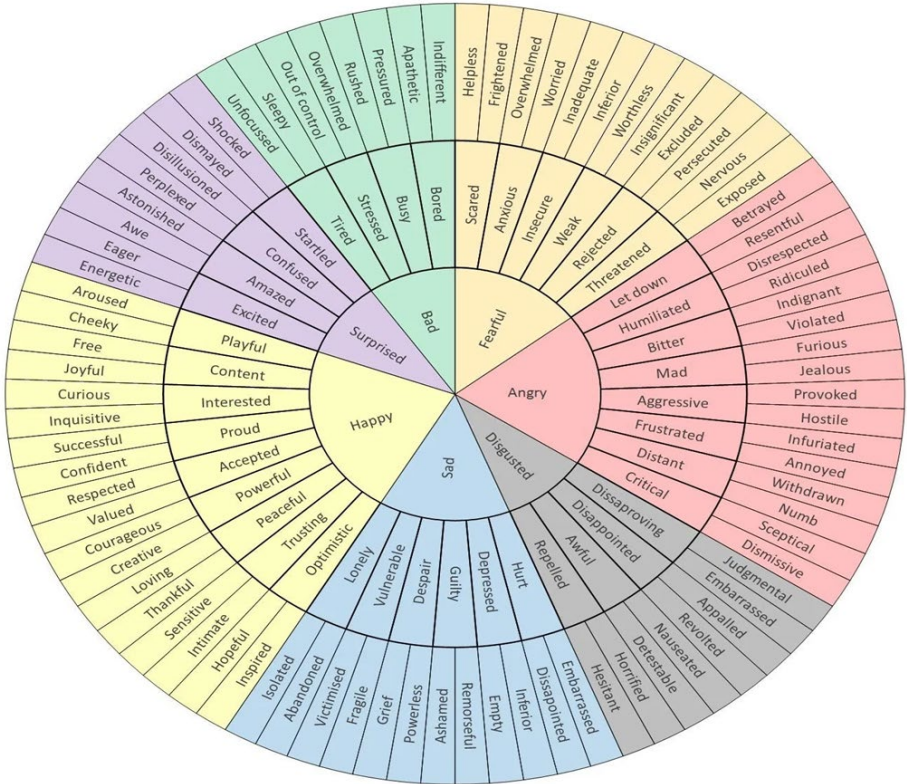 Fearful
Angry
Disgusted
Sad
Happy
Surprised
Bad
Scared
Anxious
Insecure
Weak
Rejected
Threatened
Let down
Humiliated
Bitter
Mad
Aggressive
Frustrated
Distant
Critical
Dissaproving
Disappointed
Awful
Repelled
Hurt
Depressed
Guilty
Despair
Vulnerable
Lonely
Optimistic
Trusting
Peaceful
Powerful
Accepted
Proud
Interested
Content
Playful
Excited
Amazed
Confused
Startled
Tired
Stressed
Busy
Bored
Helpless
Frightened
Overwhelmed
Worried
Inadequate
Inferior
Worthless
Insignificant
Excluded
Persecuted
Nervous
Exposed
Betrayed
Resentful
Disrespected
Ridiculed
Indignant
Violated
Furious
Jealous
Provoked
Hostile
Infuriated
Annoyed
Withdrawn
Numb
Sceptical
Dismissive
Judgmental
Embarrassed
Appalled
Revolted
Nauseated
Detestable
Horrified
Hesitant
Embarrassed
Dissapointed
Inferior
Empty
Remorseful
Ashamed
Powerless
Grief
Fragile
Victimised
Abandoned
Isolated
Inspired
Hopeful
Intimate
Sensitive
Thankful
Loving
Creative
Courageous
Valued
Respected
Confident
Successful
Inquisitive
Curious
Joyful
Free
Cheeky
Aroused
Energetic
Eager
Awe
Astonished
Perplexed
Disillusioned
Dismayed
Shocked
Unfocussed
Sleepy
Out of control
Overwhelmed
Rushed
Pressured
Apathetic
Indifferent